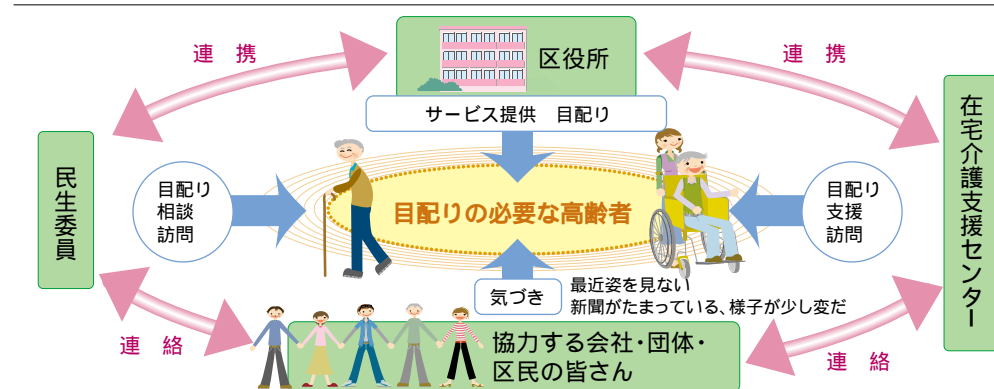 連携
区役所
連携
サービス提供 目配り
民生委員
目配り
相談
訪問
目配りの必要な高齢者
目配り
支援
訪問
在宅介護支援センター
気づき
最近姿を見ない
新聞がたまっている、様子が少し変だ
連絡
協力する会社・団体・
区民の皆さん
連絡